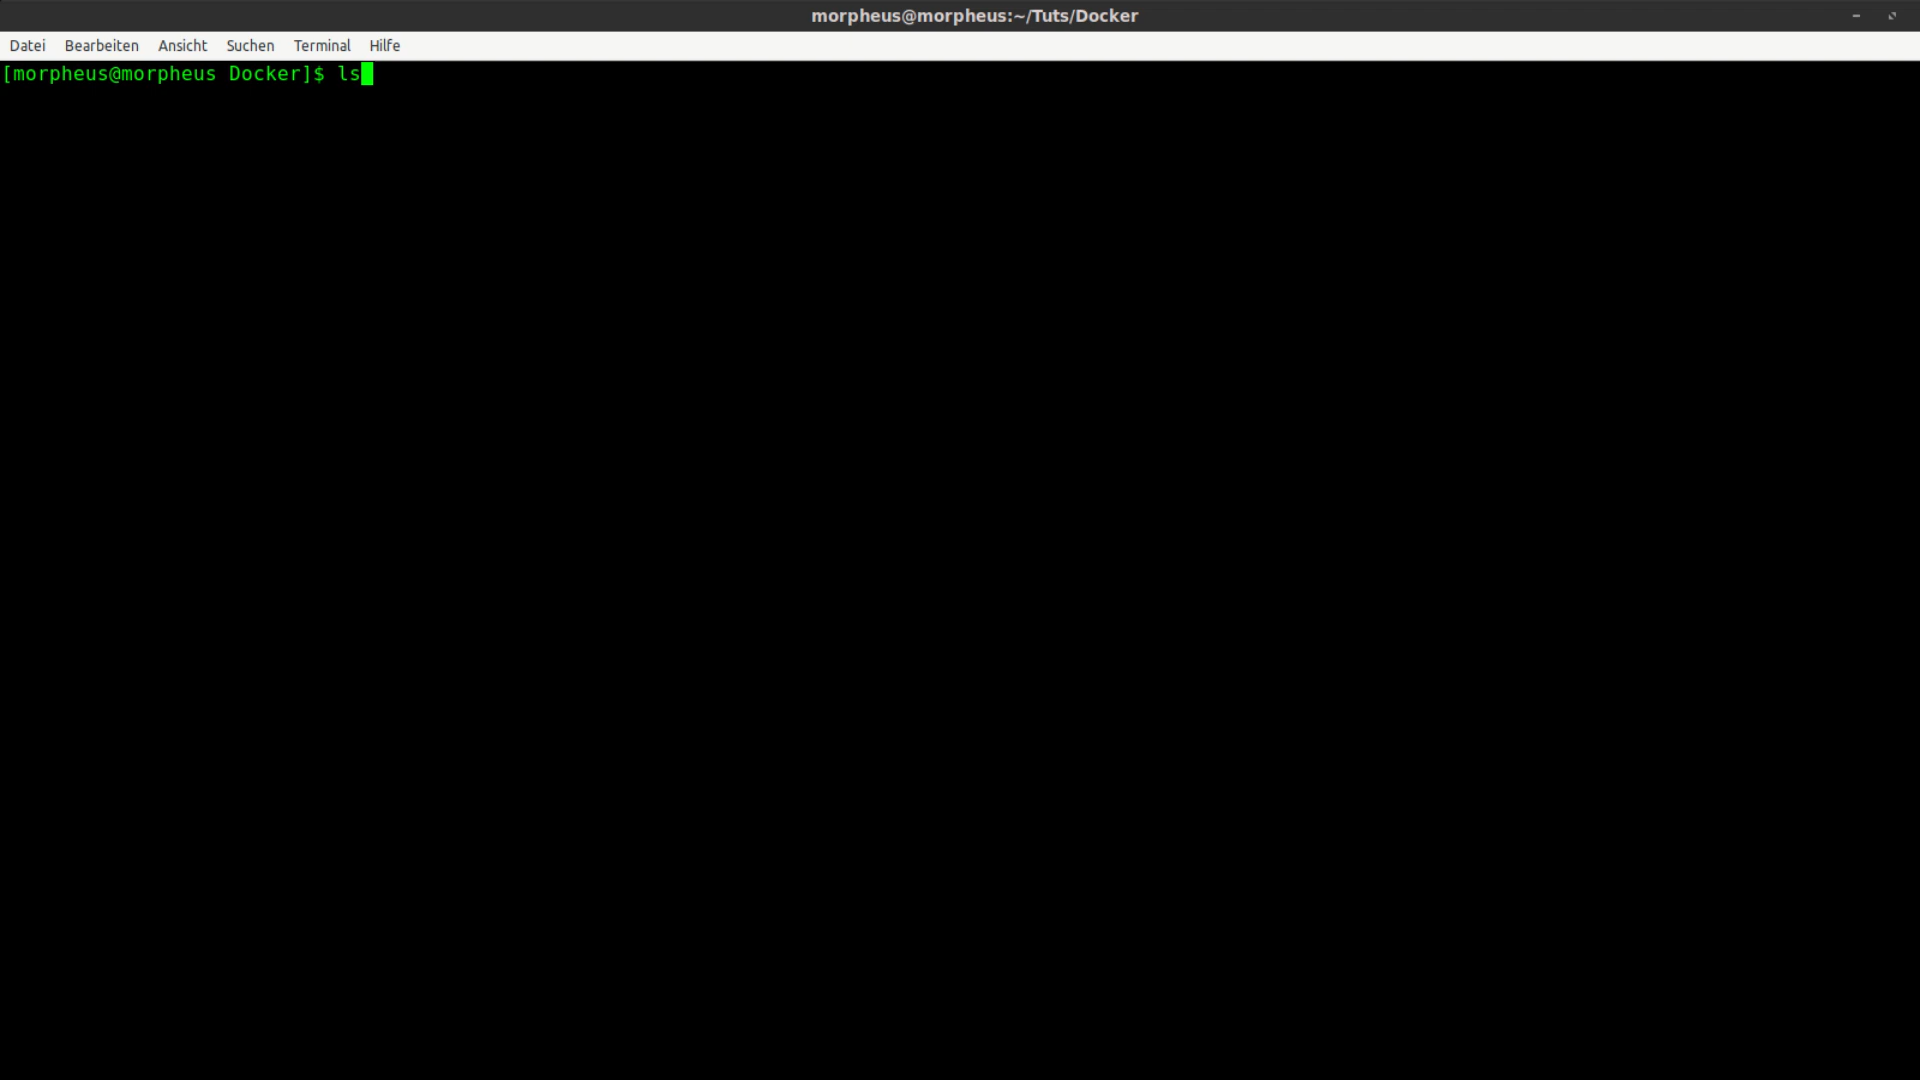 morpheus@morpheus:~/Tuts/Docker
Datei Bearbeiten Ansicht Suchen Terminal Hilfe
[morpheus@morpheus Docker]$ ls